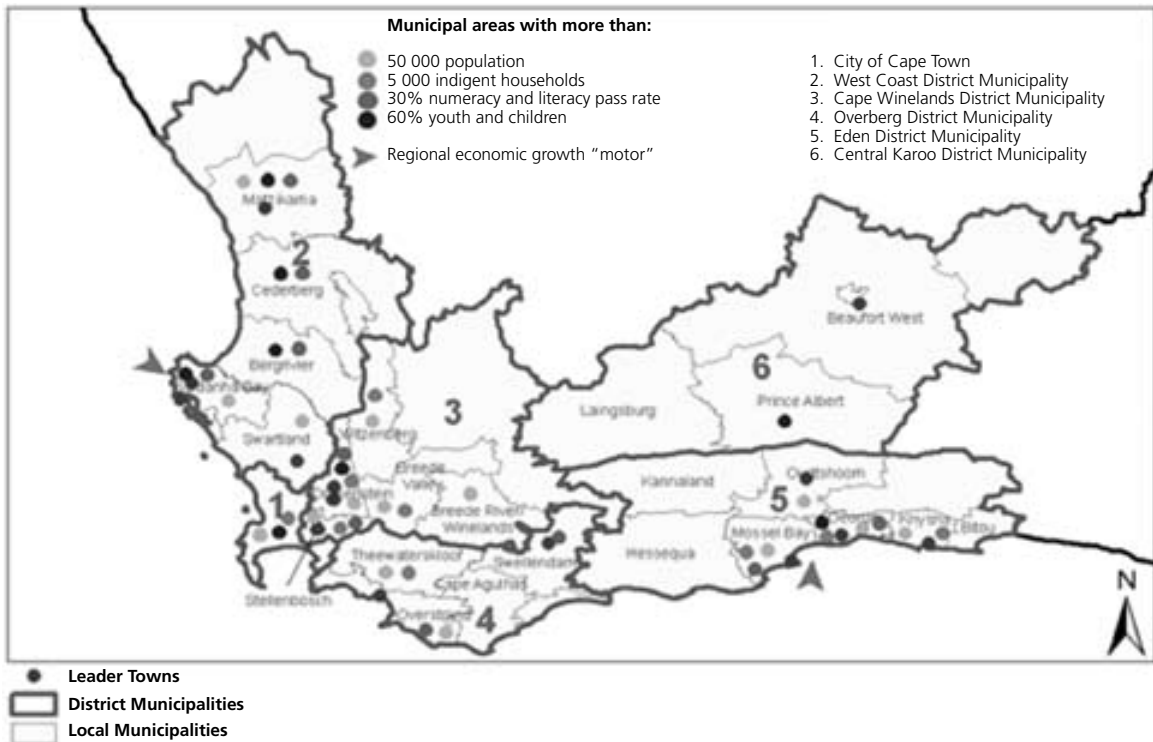 Municipal areas with more than:
50 000 population
5 000 indigent households
30% numeracy and literacy pass rate
60% youth and children
Regional economic growth “motor”
1. City of Cape Town
2. West Coast District Municipality
3. Cape Winelands District Municipality
4. Overberg District Municipality
5. Eden District Municipality
6. Central Karoo District Municipality
Matzikama
2
Cederberg
Bergrivier
Swartland
Witzenberg
3
Breede
Valley
Breede River/
Winelands
1
Stellenbosch
Theewaterskloof
Swellendam
Cape Agulhas
Overstrand
4
Beaufort West
6
Laingsburg
Prince Albert
Kannaland
Oudtshoorn
5
Hessequa
Mossel Bay
Bitou
N
Leader Towns
District Municipalities
Local Municipalities